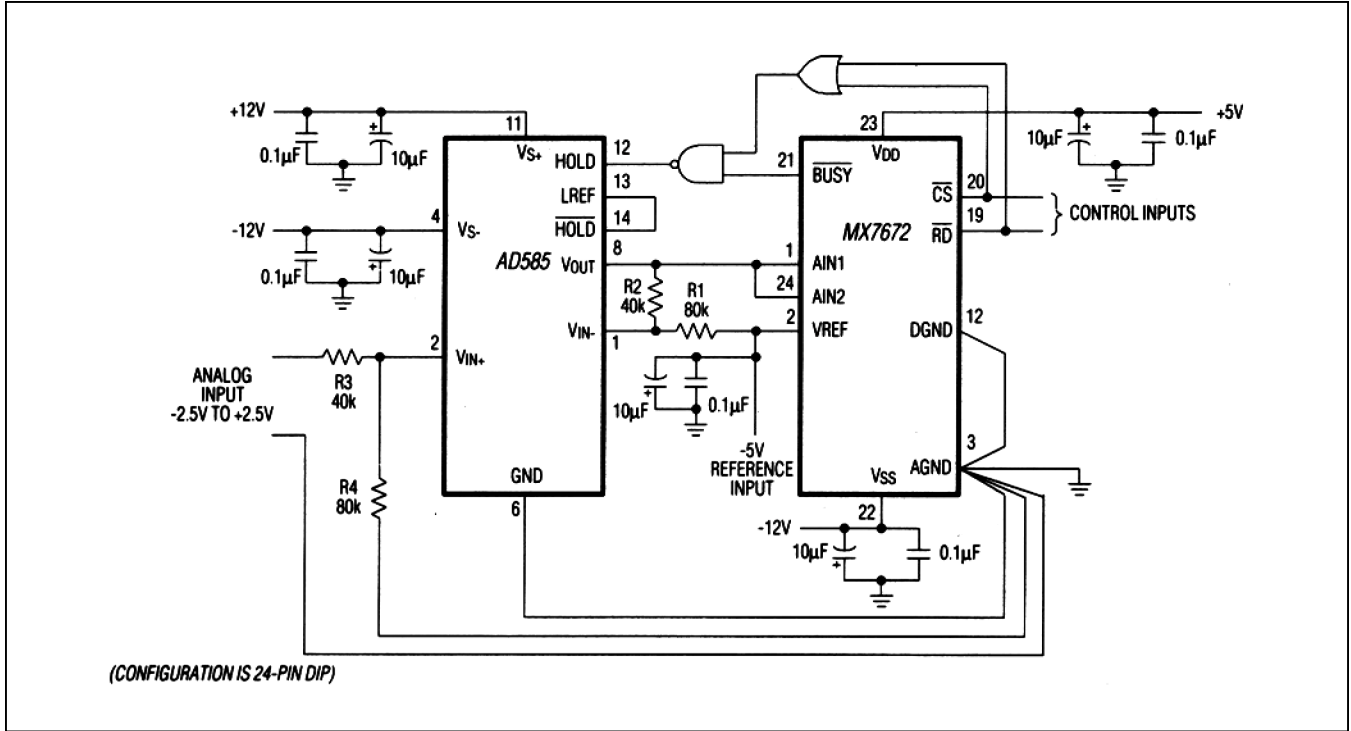 +12V
0.1µF
+
10µF
11
VS+
-12V
0.1µF
+
10µF
4
VS-
AD585
HOLD
12
LREF
13
H̅O̅L̅D̅
14
VOUT
8
VIN-
1
2
VIN+
GND
6
ANALOG
INPUT
-2.5V TO +2.5V
R3
40k
R4
80k
R2
40k
R1
80k
10µF
+
0.1µF
-5V
REFERENCE
INPUT
23
VDD
21
B̅U̅S̅Y̅
MX7672
1
AIN1
24
AIN2
2
VREF
20
C̅S̅
19
R̅D̅
CONTROL INPUTS
10µF
+
0.1µF
+5V
DGND
12
3
AGND
VSS
22
-12V
10µF
+
0.1µF
(CONFIGURATION IS 24-PIN DIP)